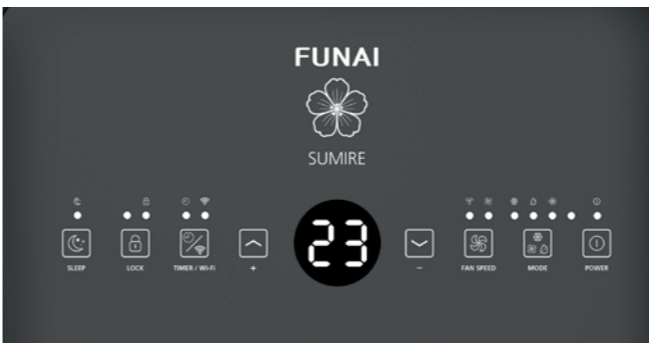 FUNAI
SUMIRE
23
SLEEP
LOCK
TIMER / Wi-Fi
+
−
FAN SPEED
MODE
POWER